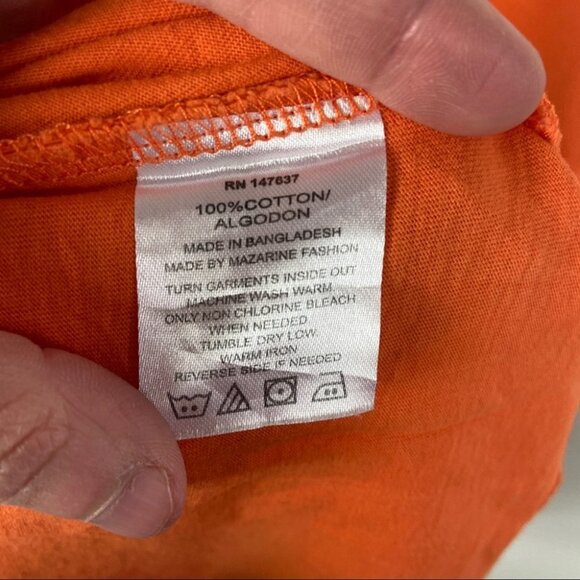 RN 147637
100%COTTON/
ALGODON
MADE IN BANGLADESH
MADE BY MAZARINE FASHION
TURN GARMENTS INSIDE OUT
MACHINE WASH WARM
ONLY NON CHLORINE BLEACH
WHEN NEEDED
TUMBLE DRY LOW
WARM IRON
REVERSE SIDE IF NEEDED